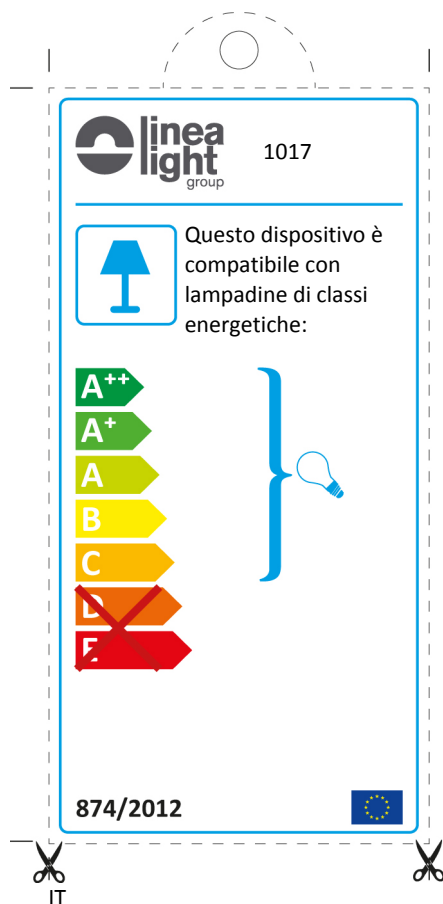 linea
light
group
1017
Questo dispositivo è
compatibile con
lampadine di classi
energetiche:
A++
A+
A
B
C
D
E
874/2012
IT